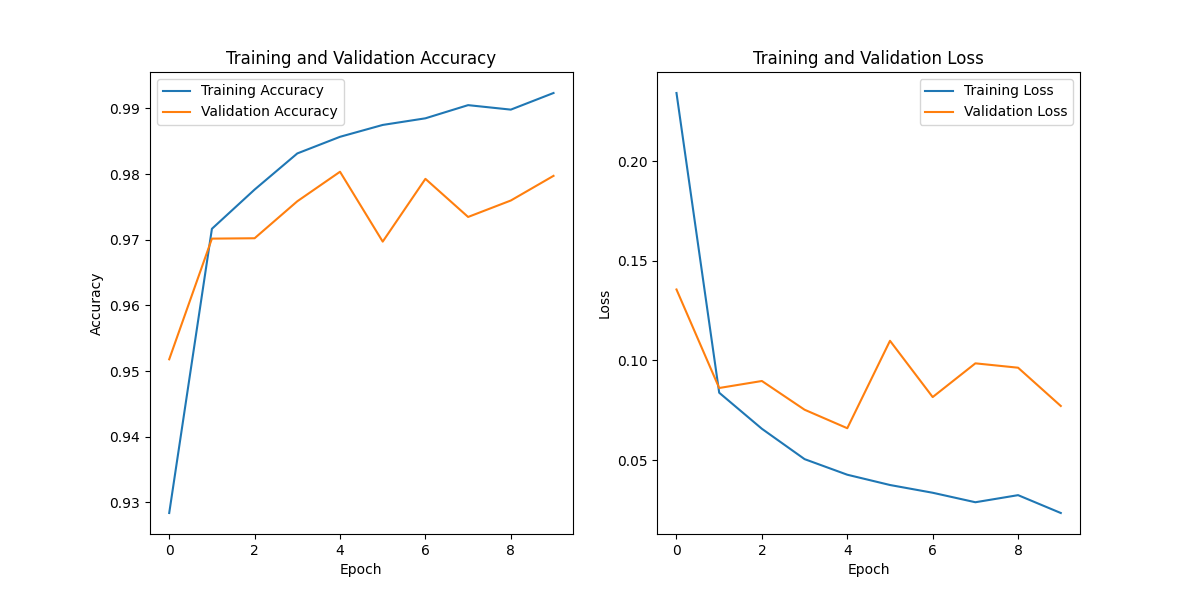 Training and Validation Accuracy
Training Accuracy
Validation Accuracy
0.99
0.98
0.97
0.96
0.95
0.94
0.93
Accuracy
0
2
4
6
8
Epoch
Training and Validation Loss
Training Loss
Validation Loss
0.20
0.15
0.10
0.05
Loss
0
2
4
6
8
Epoch